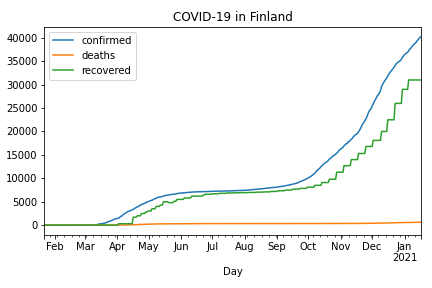 COVID-19 in Finland
confirmed
deaths
recovered
40000
35000
30000
25000
20000
15000
10000
5000
0
Feb Mar Apr May Jun Jul Aug Sep Oct Nov Dec Jan
2021
Day